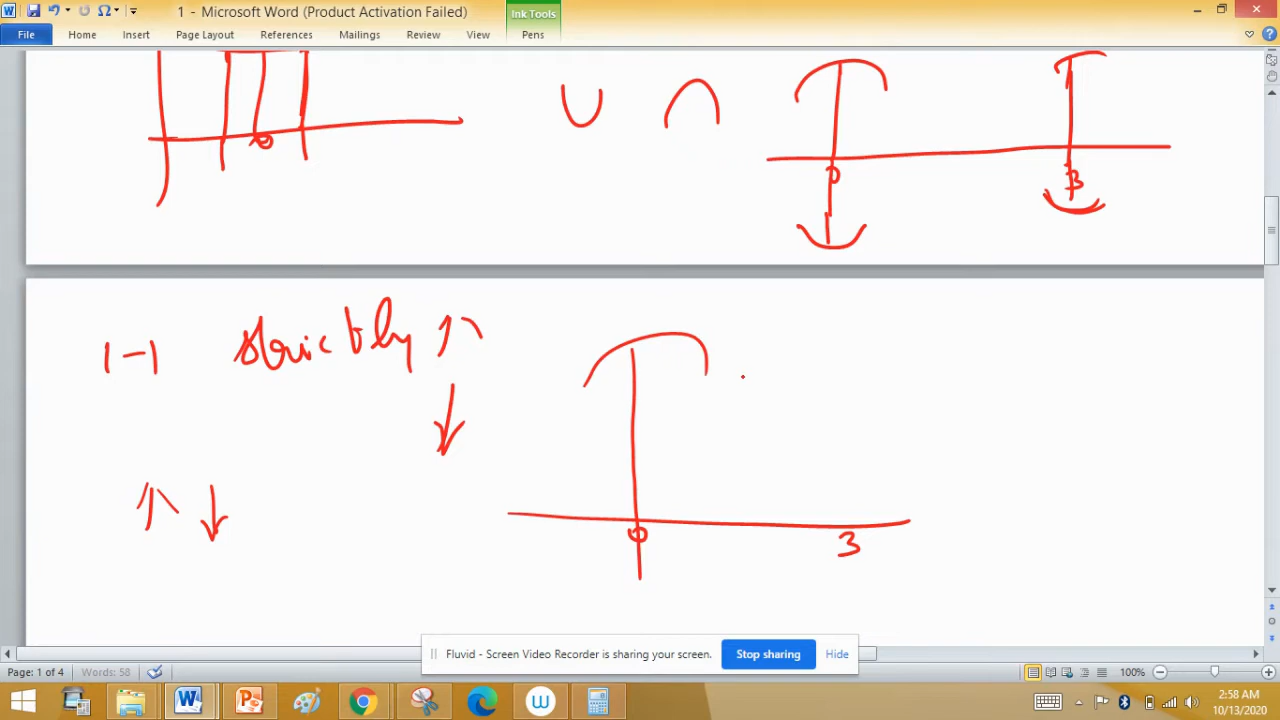 1 - Microsoft Word (Product Activation Failed)
Ink Tools
File Home Insert Page Layout References Mailings Review View Pens
0
U ∩
0
3
1-1 strictly ↑
↓
↑ ↓
0
3
Fluvid - Screen Video Recorder is sharing your screen. Stop sharing Hide
Page: 1 of 4 Words: 58 100%
2:58 AM
10/13/2020